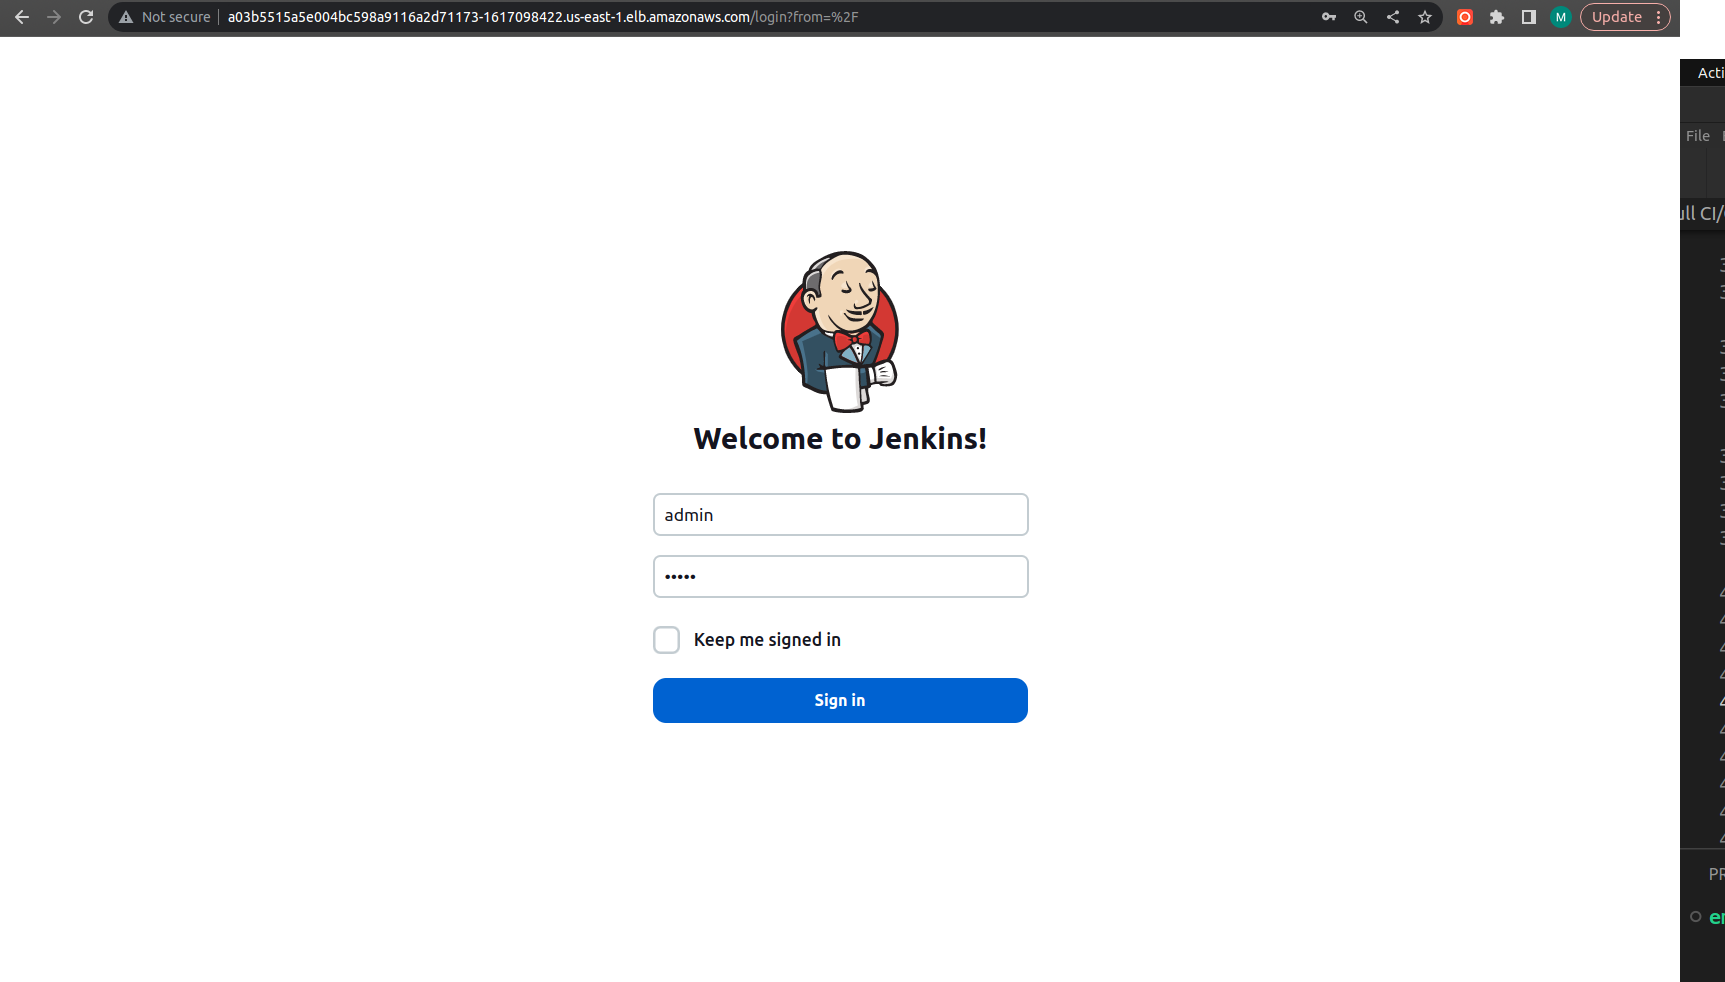 Not secure a03b5515a5e004bc598a9116a2d71173-1617098422.us-east-1.elb.amazonaws.com/login?from=%2F M Update
Welcome to Jenkins!
admin
•••••
Keep me signed in
Sign in
Acti
File
ull CI/
PR